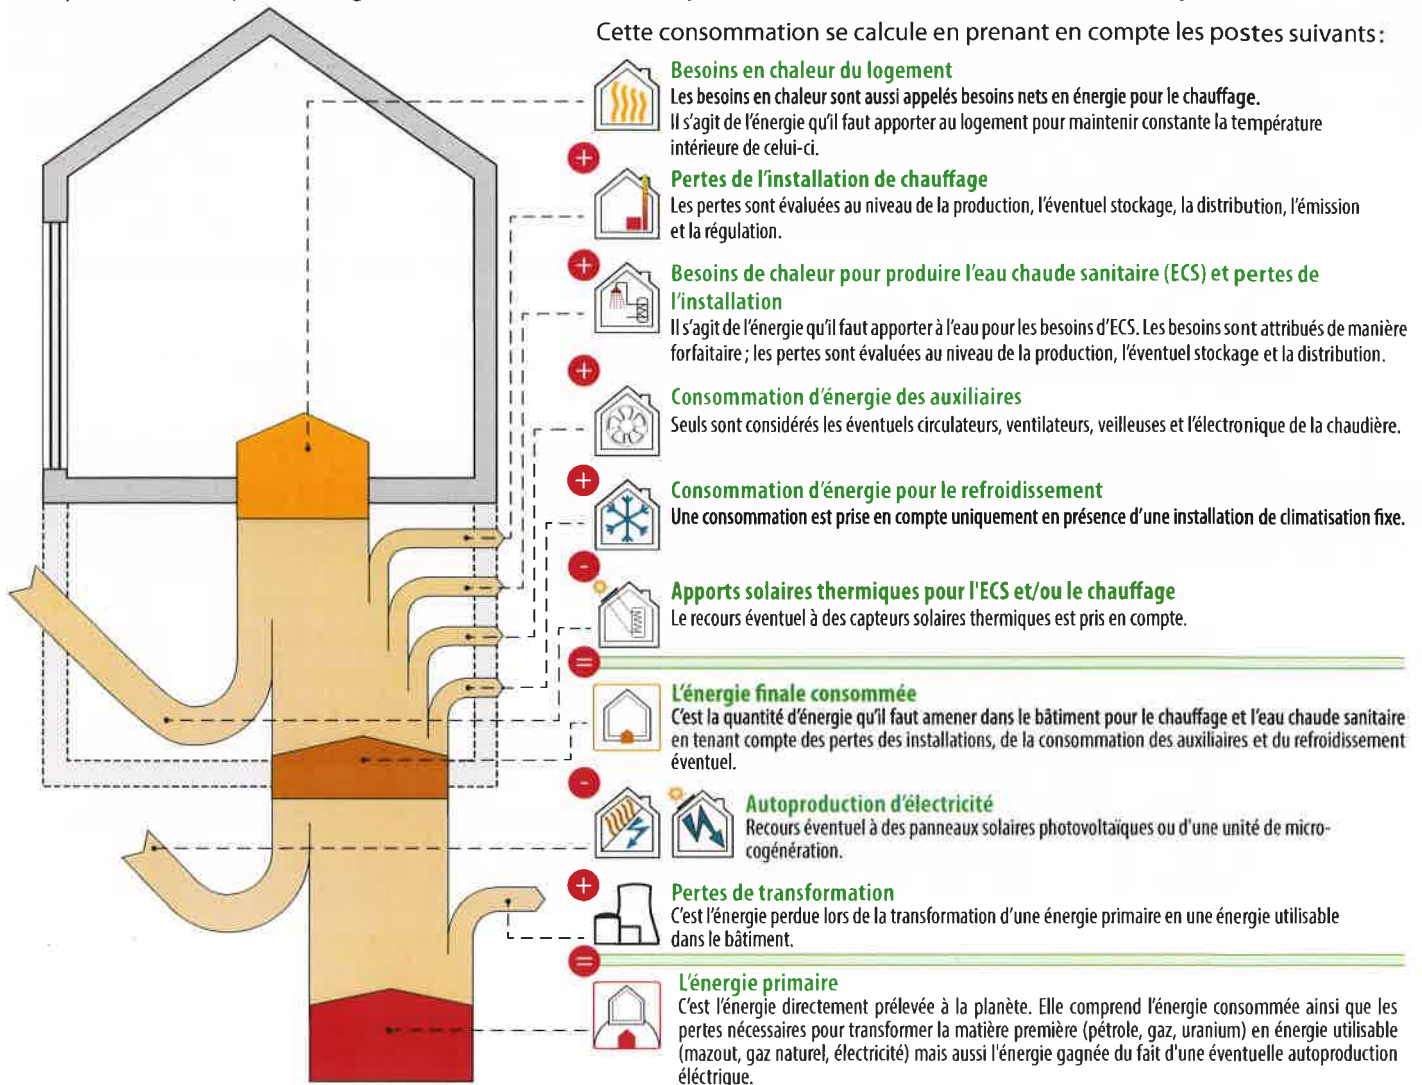 Cette consommation se calcule en prenant en compte les postes suivants:
Besoins en chaleur du logement
Les besoins en chaleur sont aussi appelés besoins nets en énergie pour le chauffage.
Il s'agit de l'énergie qu'il faut apporter au logement pour maintenir constante la température
intérieure de celui-ci.
+
Pertes de l'installation de chauffage
Les pertes sont évaluées au niveau de la production, l'éventuel stockage, la distribution, l'émission
et la régulation.
+
Besoins de chaleur pour produire l'eau chaude sanitaire (ECS) et pertes de
l'installation
Il s'agit de l'énergie qu'il faut apporter à l'eau pour les besoins d'ECS. Les besoins sont attribués de manière
forfaitaire ; les pertes sont évaluées au niveau de la production, l'éventuel stockage et la distribution.
+
Consommation d'énergie des auxiliaires
Seuls sont considérés les éventuels circulateurs, ventilateurs, veilleuses et l'électronique de la chaudière.
+
Consommation d'énergie pour le refroidissement
Une consommation est prise en compte uniquement en présence d'une installation de climatisation fixe.
-
Apports solaires thermiques pour l'ECS et/ou le chauffage
Le recours éventuel à des capteurs solaires thermiques est pris en compte.
=
L'énergie finale consommée
C'est la quantité d'énergie qu'il faut amener dans le bâtiment pour le chauffage et l'eau chaude sanitaire
en tenant compte des pertes des installations, de la consommation des auxiliaires et du refroidissement
éventuel.
-
Autoproduction d'électricité
Recours éventuel à des panneaux solaires photovoltaïques ou d'une unité de micro-
cogénération.
+
Pertes de transformation
C'est l'énergie perdue lors de la transformation d'une énergie primaire en une énergie utilisable
dans le bâtiment.
=
L'énergie primaire
C'est l'énergie directement prélevée à la planète. Elle comprend l'énergie consommée ainsi que les
pertes nécessaires pour transformer la matière première (pétrole, gaz, uranium) en énergie utilisable
(mazout, gaz naturel, électricité) mais aussi l'énergie gagnée du fait d'une éventuelle autoproduction
éléctrique.